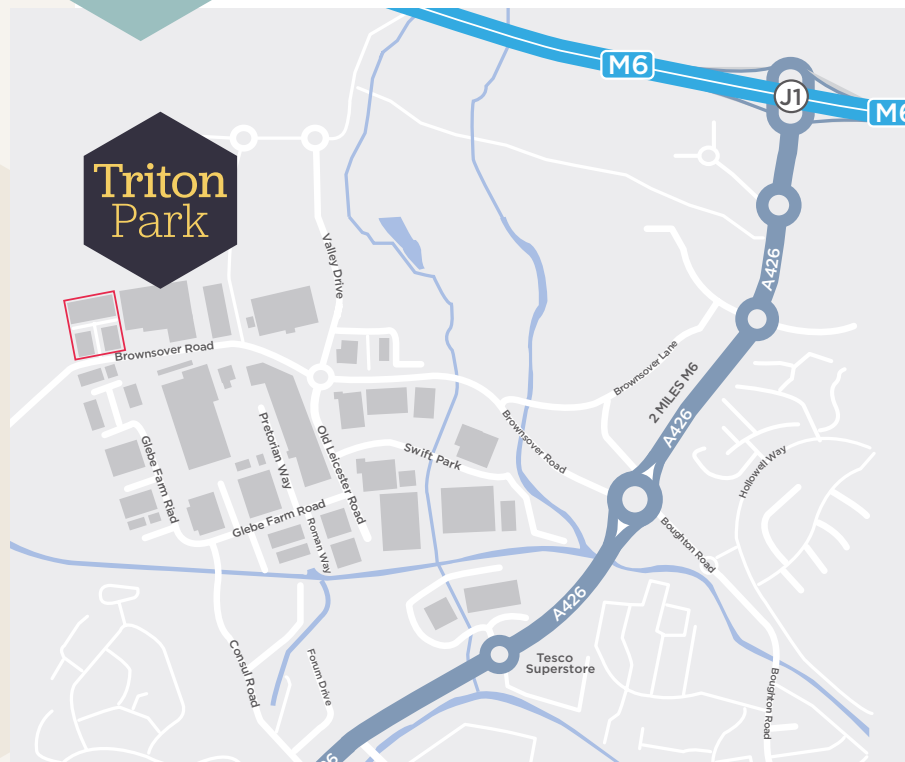 M6
J1
M6
Triton
Park
A426
Valley Drive
Brownsover Road
Brownsover Lane
2 MILES M6
A426
Glebe Farm Riad
Pretorian Way
Old Leicester Road
Swift Park
Brownsover Road
Hollowell Way
Glebe Farm Road
Roman Way
Boughton Road
A426
Consul Road
Forum Drive
Tesco
Superstore
Boughton Road